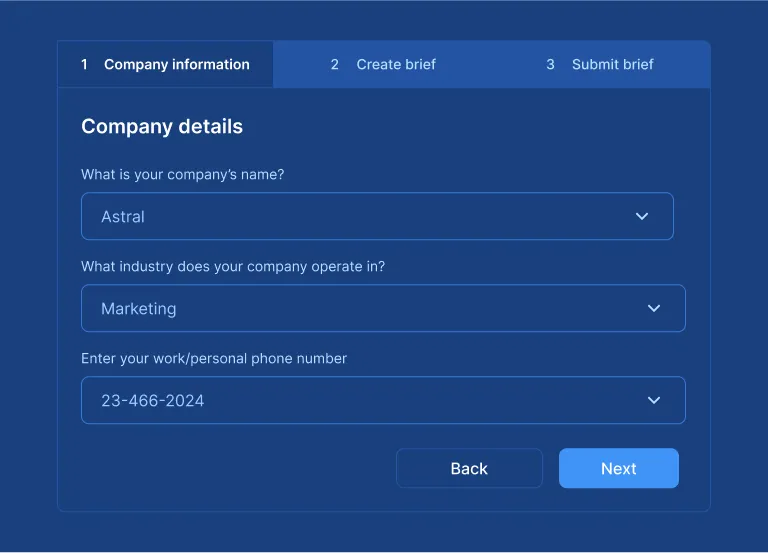 1 Company information 2 Create brief 3 Submit brief
Company details
What is your company’s name?
Astral
What industry does your company operate in?
Marketing
Enter your work/personal phone number
23-466-2024
Back Next